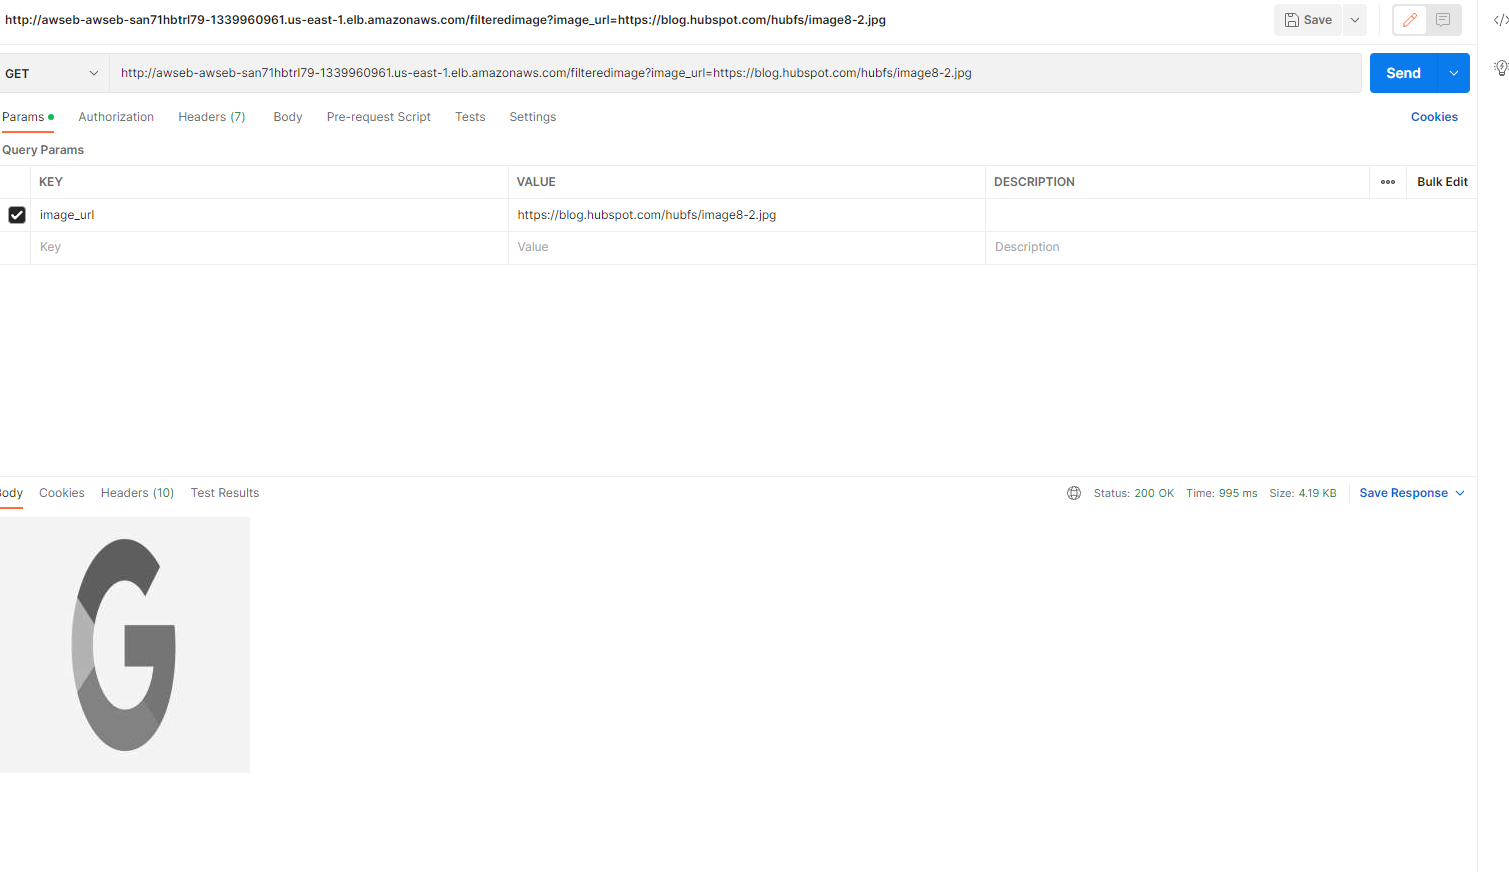 http://awseb-awseb-san71hbtrl79-1339960961.us-east-1.elb.amazonaws.com/filteredimage?image_url=https://blog.hubspot.com/hubfs/image8-2.jpg Save
GET http://awseb-awseb-san71hbtrl79-1339960961.us-east-1.elb.amazonaws.com/filteredimage?image_url=https://blog.hubspot.com/hubfs/image8-2.jpg Send
Params Authorization Headers (7) Body Pre-request Script Tests Settings Cookies
Query Params
KEY VALUE DESCRIPTION Bulk Edit
image_url https://blog.hubspot.com/hubfs/image8-2.jpg
Key Value Description
Body Cookies Headers (10) Test Results Status: 200 OK Time: 995 ms Size: 4.19 KB Save Response
G